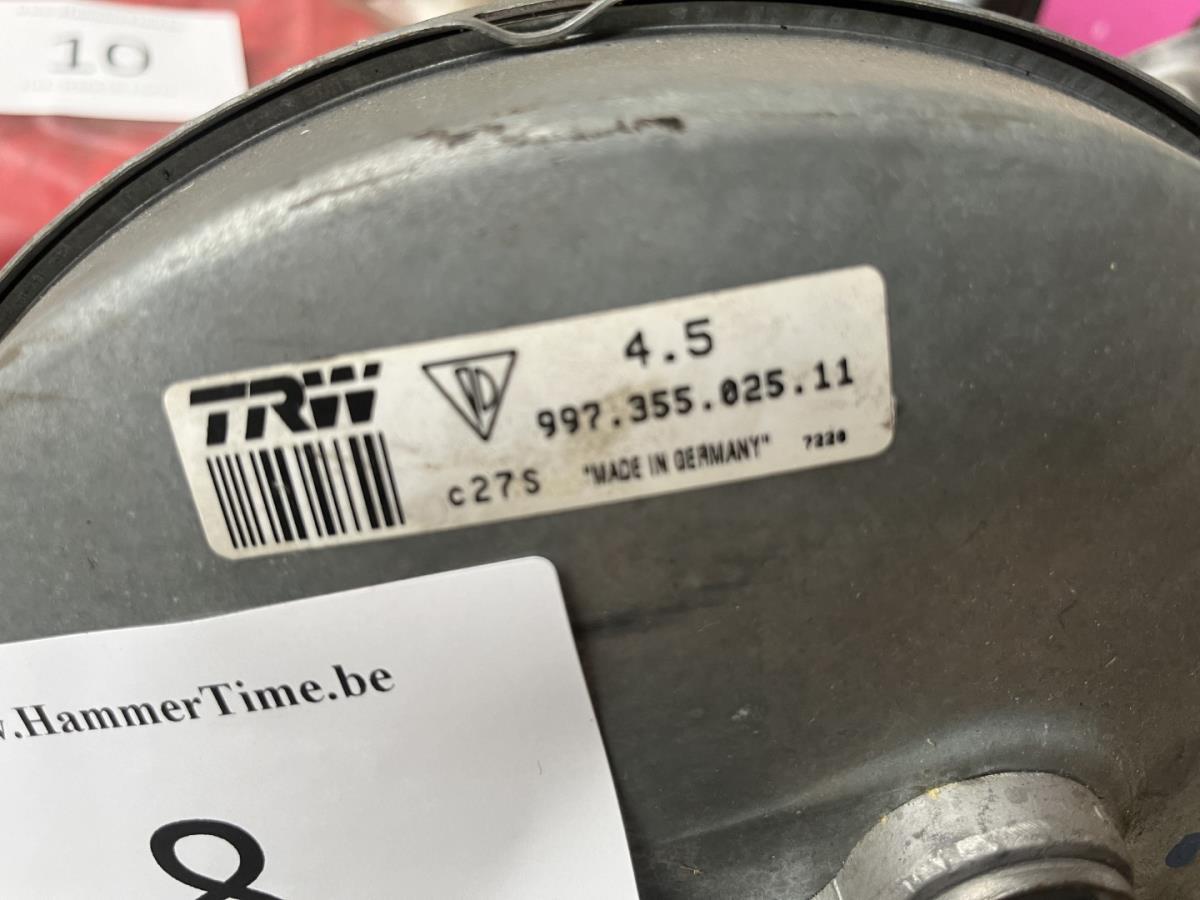 10
TRW
4.5
997.355.025.11
c27S "MADE IN GERMANY" 7220
w.HammerTime.be
8